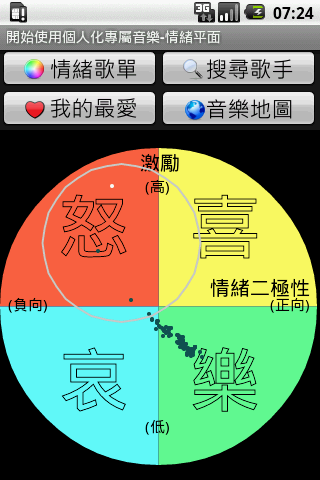 3G 07:24
開始使用個人化專屬音樂-情緒平面
情緒歌單 搜尋歌手
我的最愛 音樂地圖
激勵
(高)
怒 喜
情緒二極性
(負向) (正向)
哀 樂
(低)